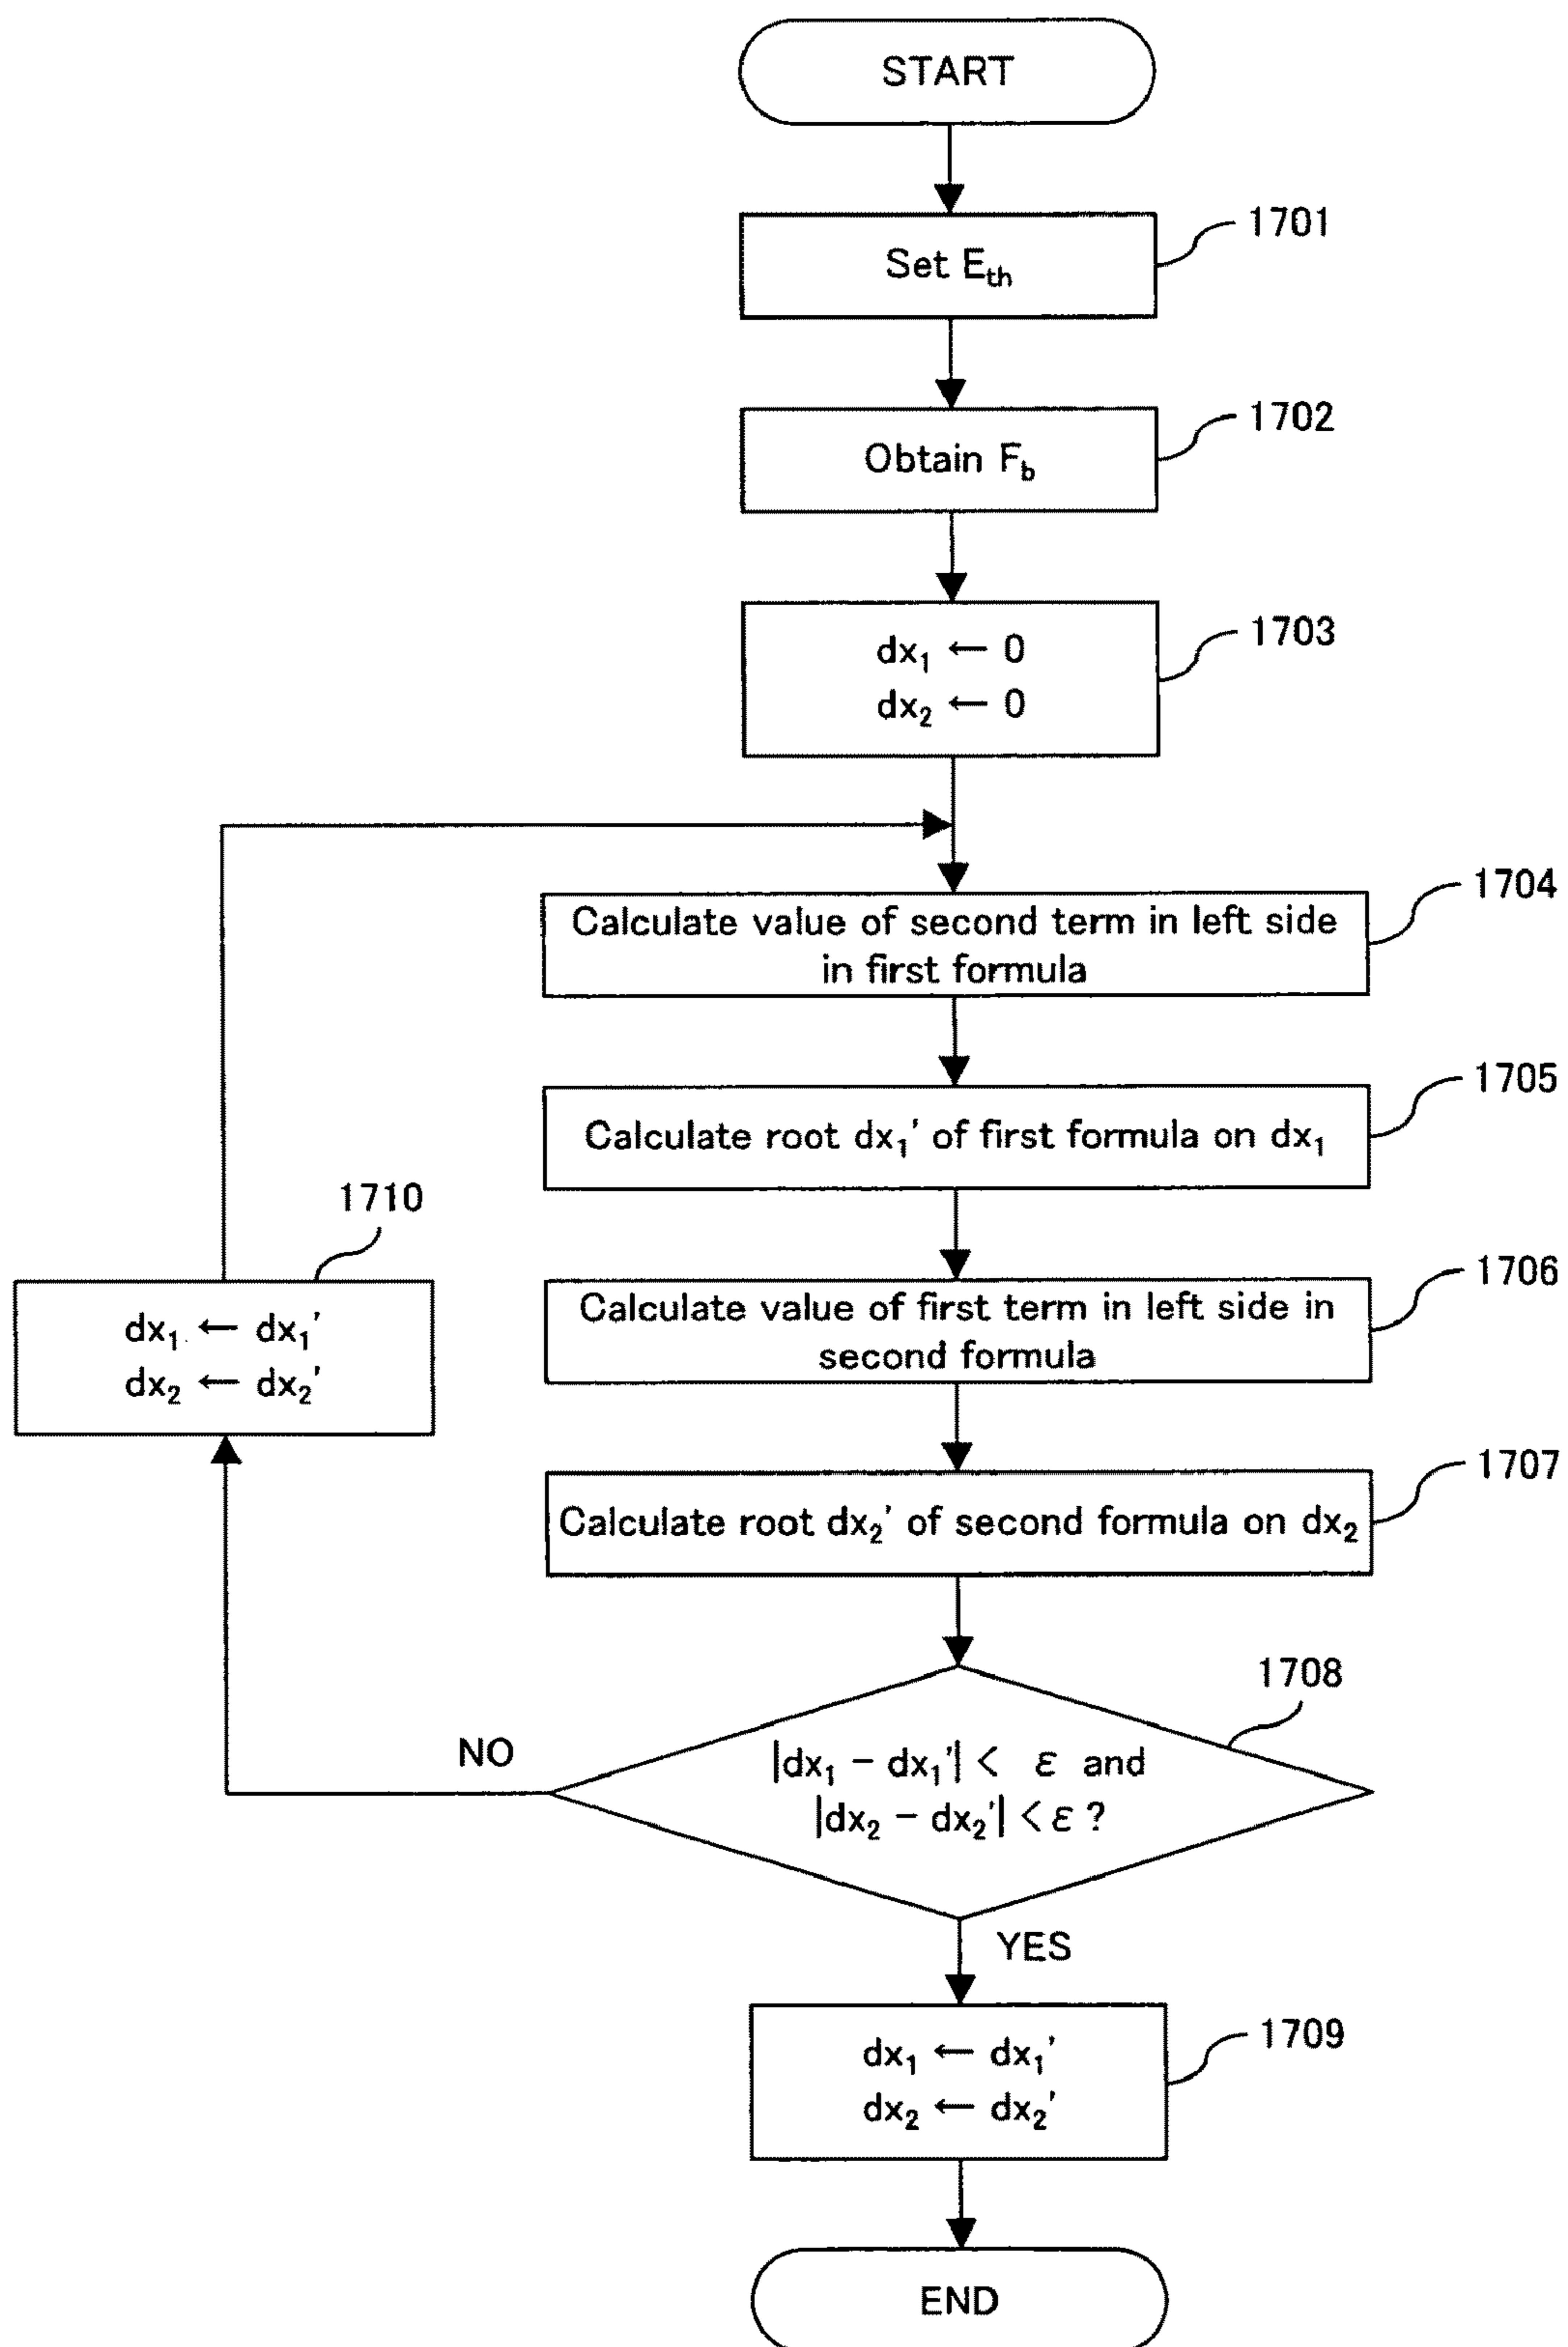 START
1701
Set Eth
1702
Obtain Fb
1703
dx1 ← 0
dx2 ← 0
1704
Calculate value of second term in left side
in first formula
1705
Calculate root dx1' of first formula on dx1
1710
dx1 ← dx1'
dx2 ← dx2'
1706
Calculate value of first term in left side in
second formula
1707
Calculate root dx2' of second formula on dx2
1708
NO
|dx1 − dx1'| < ε and
|dx2 − dx2'| < ε ?
YES
1709
dx1 ← dx1'
dx2 ← dx2'
END